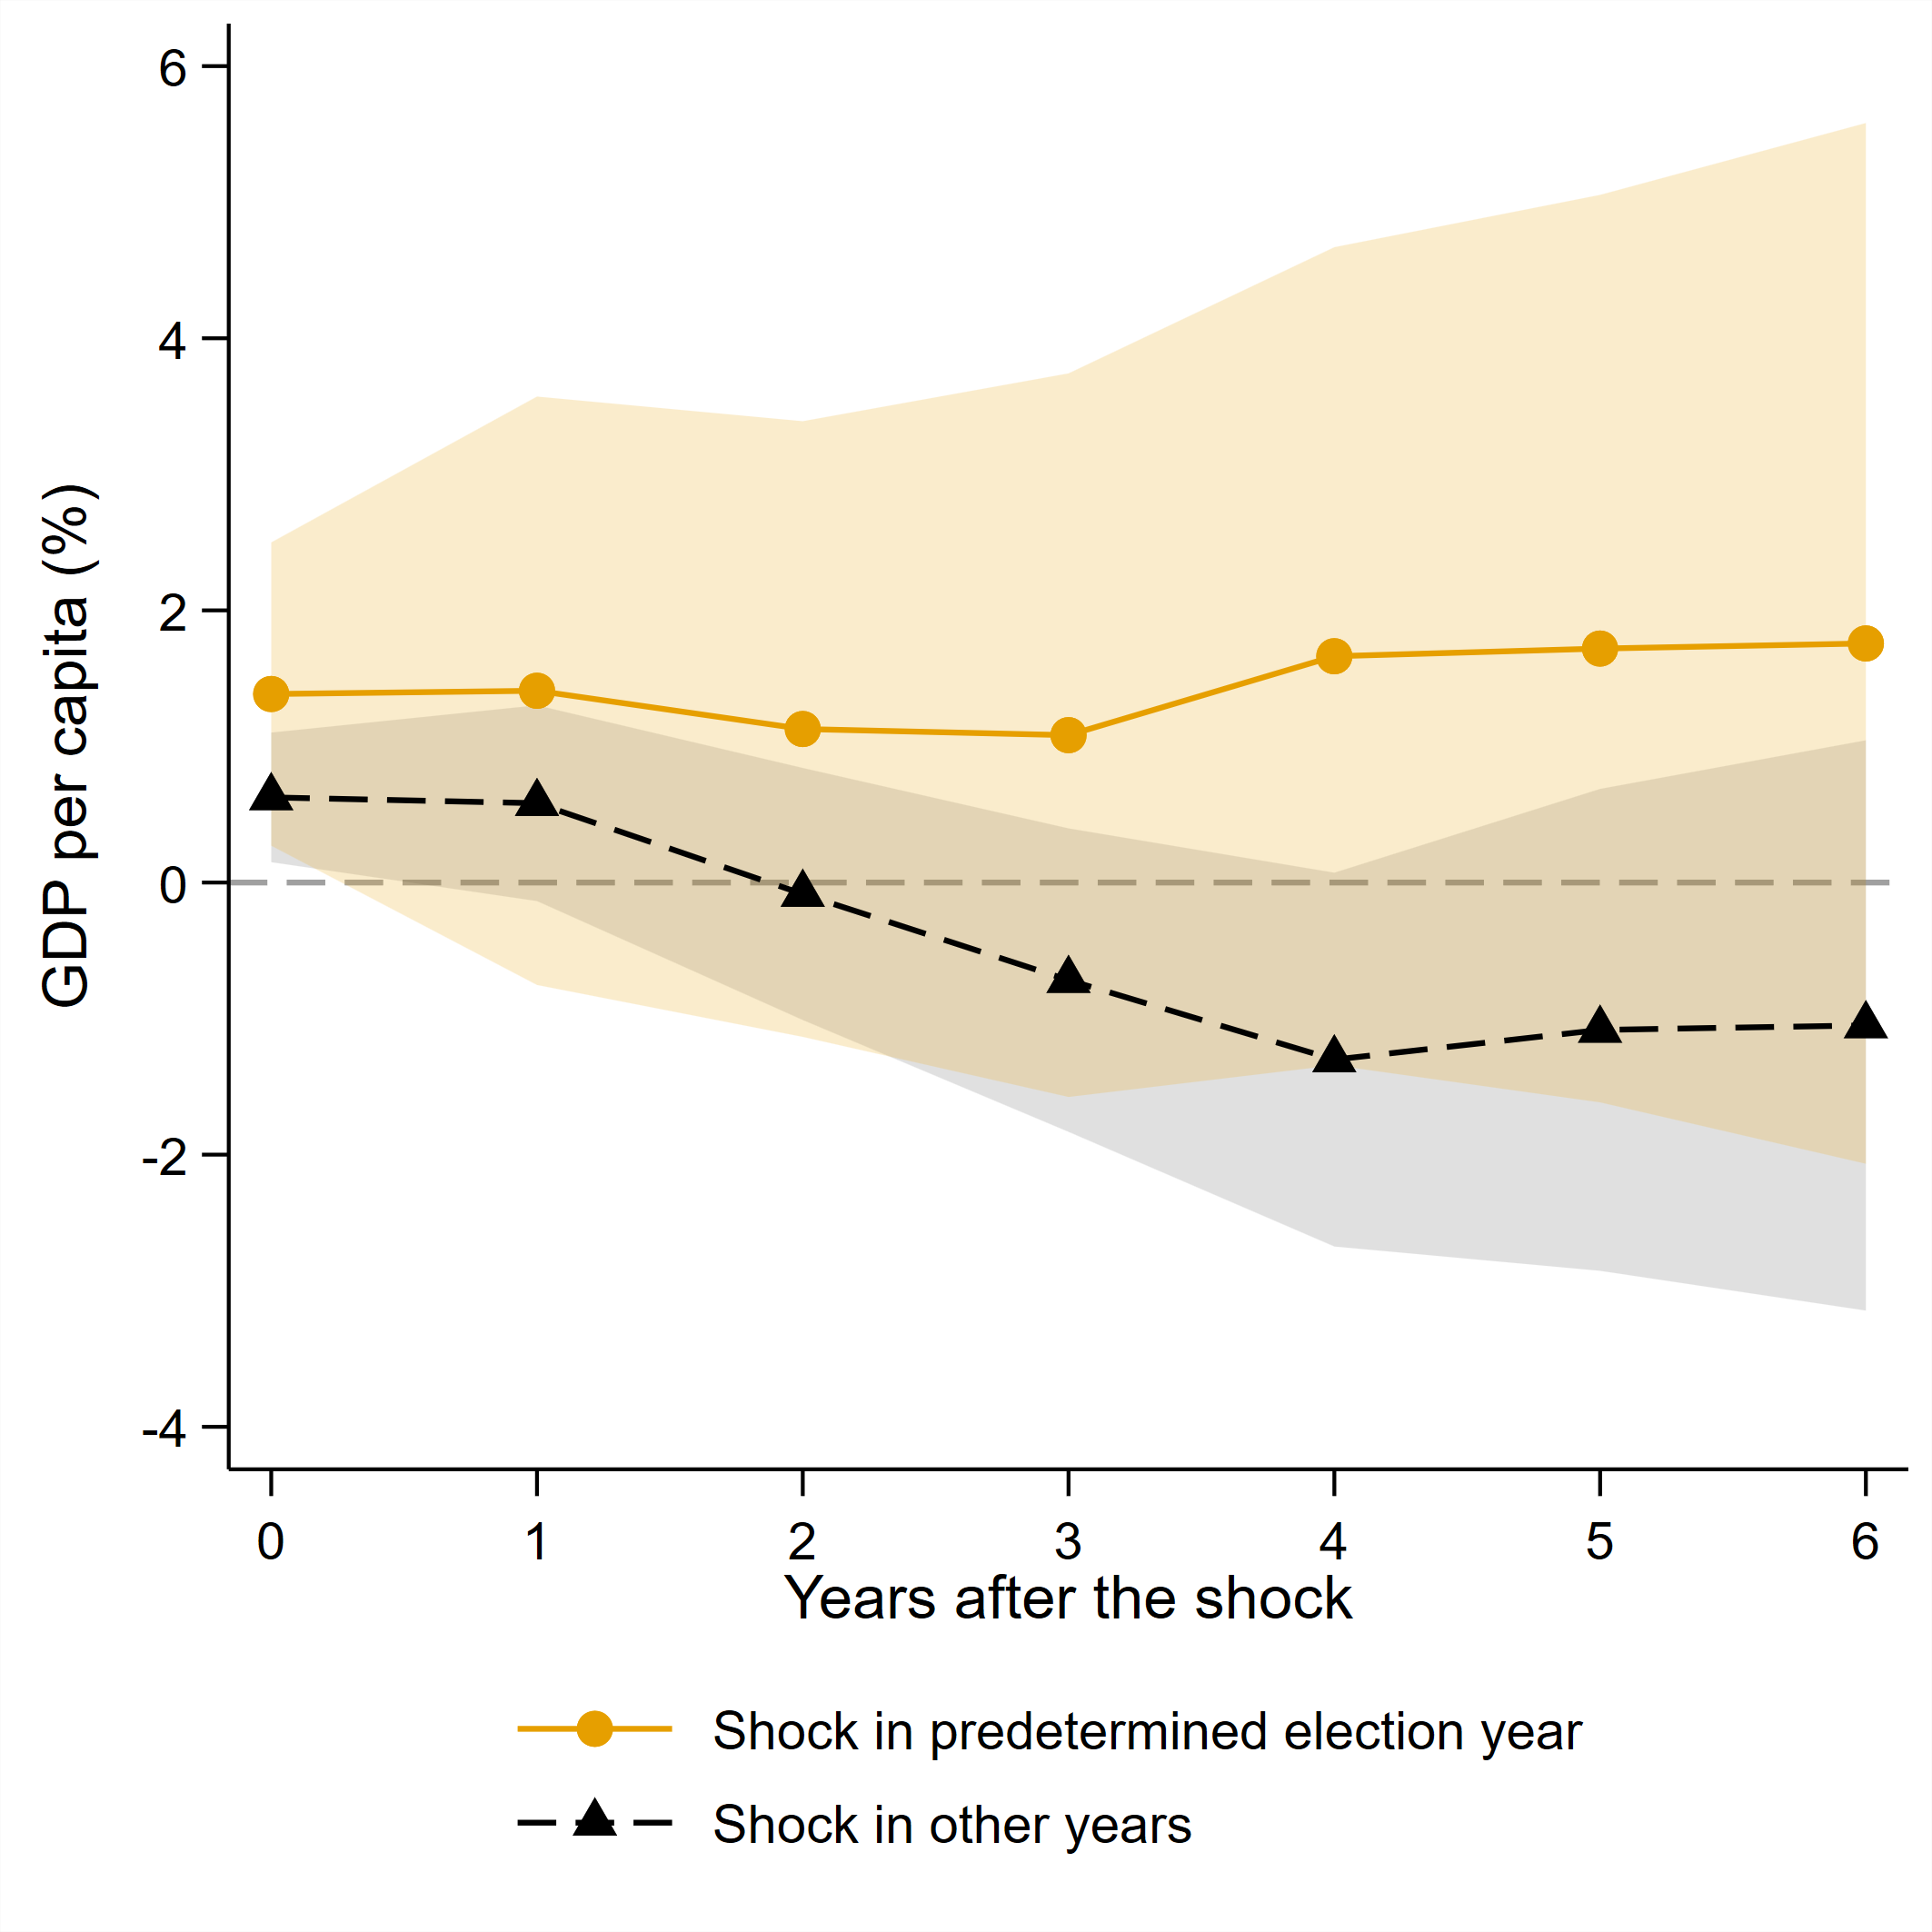 6
4
2
0
-2
-4
GDP per capita (%)
0 1 2 3 4 5 6
Years after the shock
Shock in predetermined election year
Shock in other years